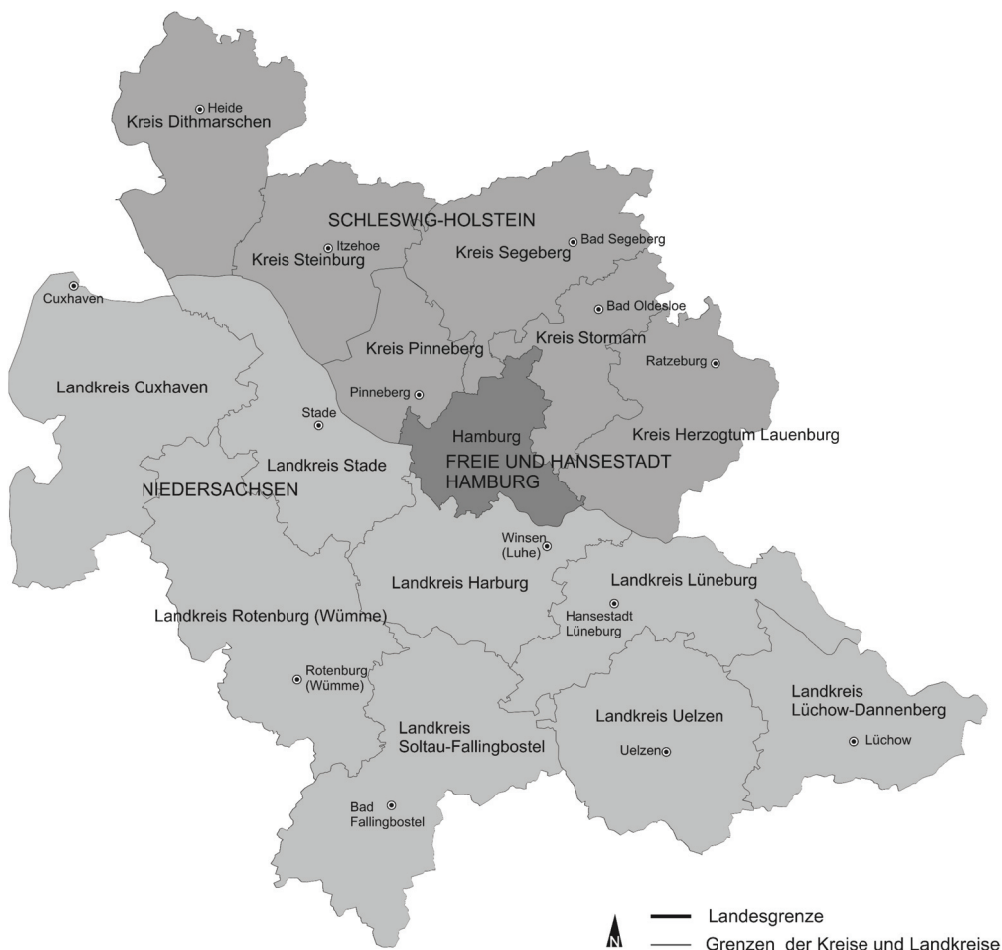 Heide
Kreis Dithmarschen
SCHLESWIG-HOLSTEIN
Itzehoe
Kreis Steinburg
Bad Segeberg
Kreis Segeberg
Cuxhaven
Bad Oldesloe
Kreis Stormarn
Kreis Pinneberg
Ratzeburg
Landkreis Cuxhaven
Pinneberg
Stade
Hamburg
Kreis Herzogtum Lauenburg
Landkreis Stade
FREIE UND HANSESTADT
HAMBURG
NIEDERSACHSEN
Winsen
(Luhe)
Landkreis Harburg
Landkreis Lüneburg
Hansestadt
Lüneburg
Landkreis Rotenburg (Wümme)
Rotenburg
(Wümme)
Landkreis
Lüchow-Dannenberg
Landkreis Uelzen
Landkreis
Soltau-Fallingbostel
Lüchow
Uelzen
Bad
Fallingbostel
N
Landesgrenze
Grenzen der Kreise und Landkreise